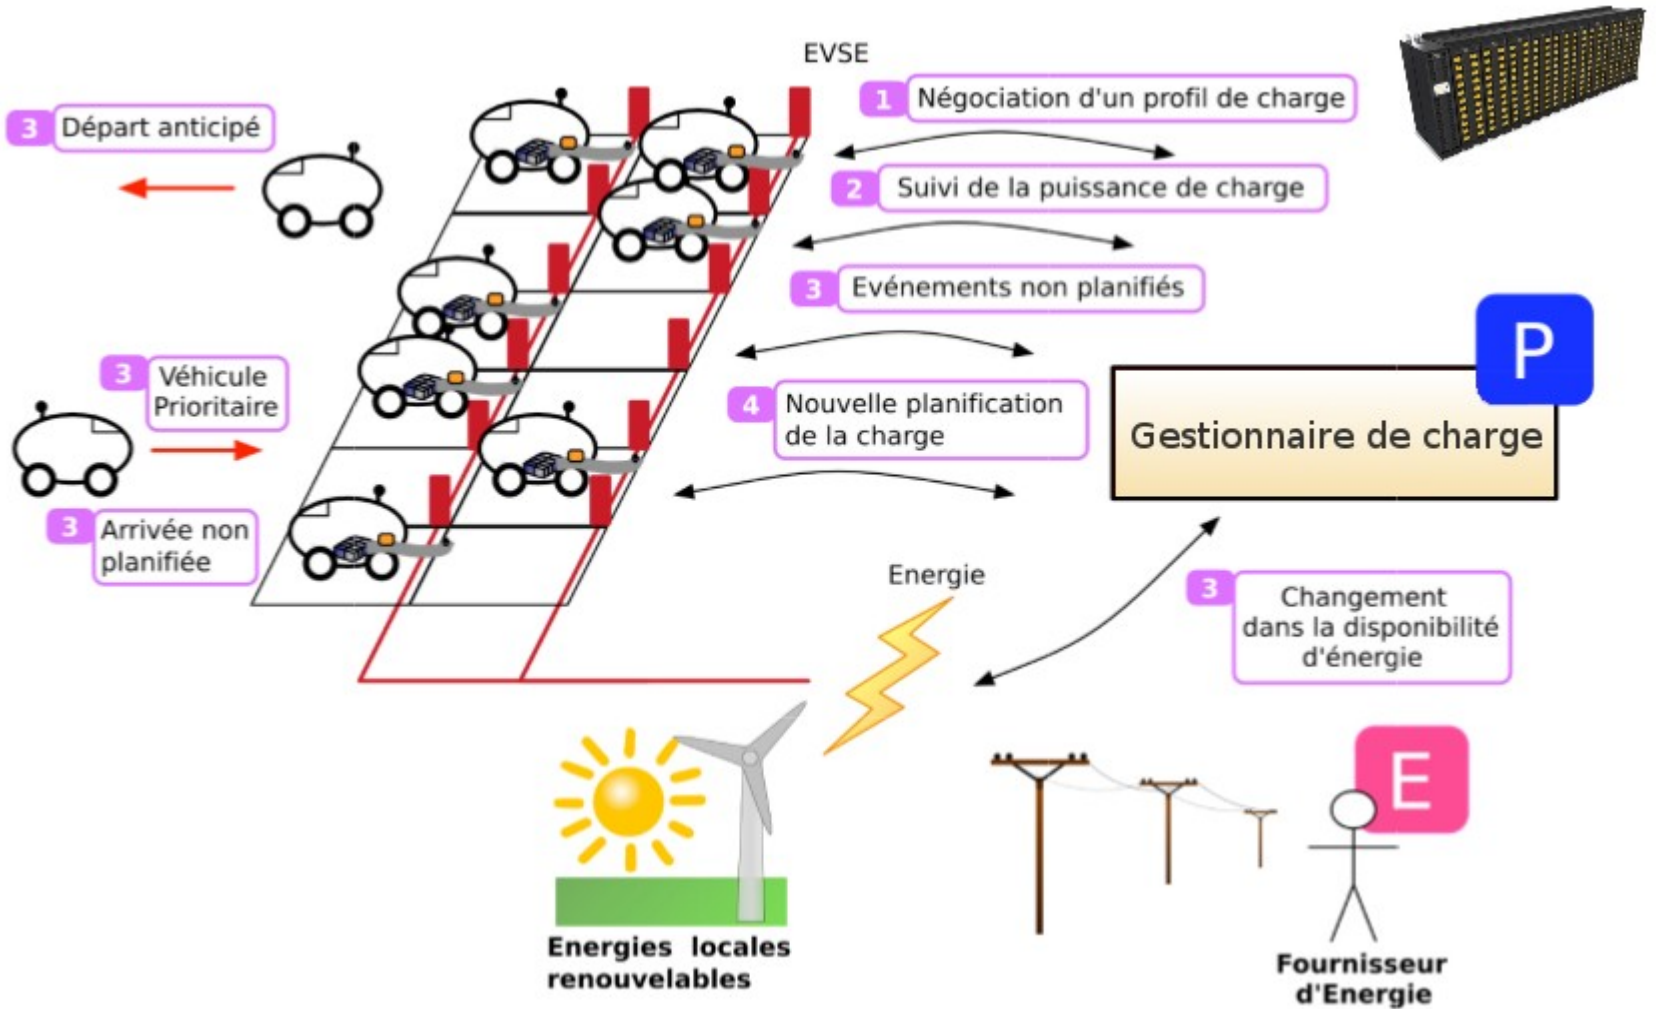 EVSE
1 Négociation d'un profil de charge
3 Départ anticipé
2 Suivi de la puissance de charge
3 Evénements non planifiés
P
3 Véhicule
Prioritaire
4 Nouvelle planification
de la charge
Gestionnaire de charge
3 Arrivée non
planifiée
Energie
3 Changement
dans la disponibilité
d'énergie
E
Energies locales
renouvelables
Fournisseur
d'Energie